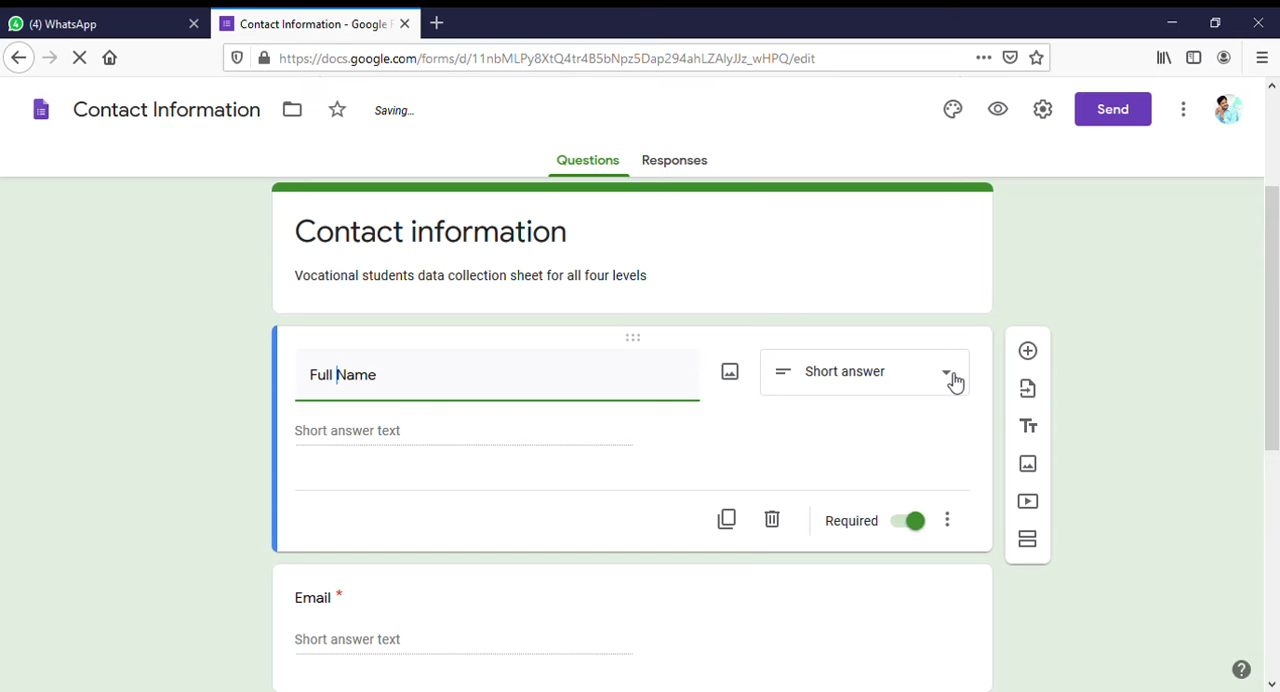 (4) WhatsApp
Contact Information - Google F
https://docs.google.com/forms/d/11nbMLPy8XtQ4tr4B5bNpz5Dap294ahLZAlyJJz_wHPQ/edit
Contact Information
Saving...
Send
Questions
Responses
Contact information
Vocational students data collection sheet for all four levels
Full Name
Short answer
Short answer text
Required
Email *
Short answer text